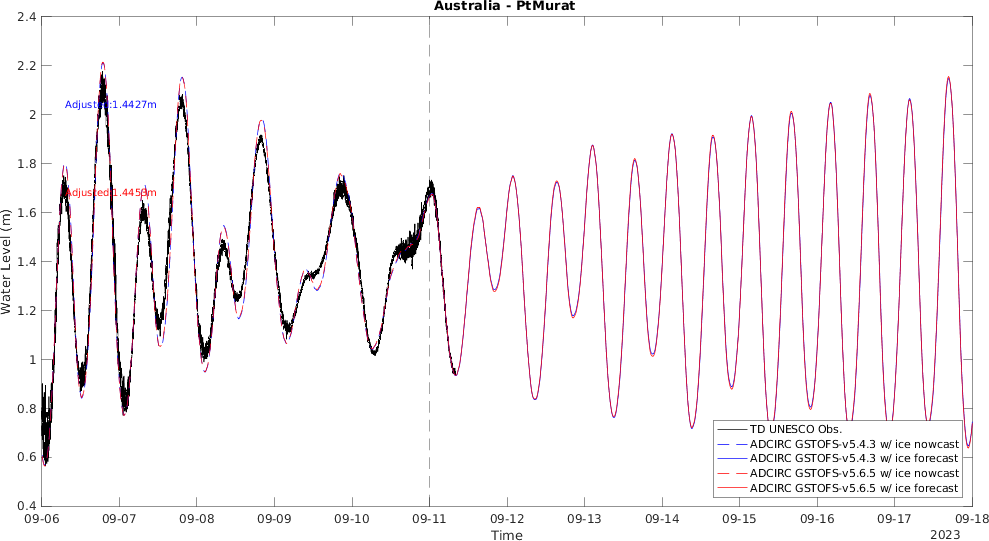 Australia - PtMurat
2.4
2.2
2
1.8
1.6
1.4
1.2
1
0.8
0.6
0.4
Water Level (m)
Adjusted:1.4427m
Adjusted:1.4453m
TD UNESCO Obs.
ADCIRC GSTOFS-v5.4.3 w/ ice nowcast
ADCIRC GSTOFS-v5.4.3 w/ ice forecast
ADCIRC GSTOFS-v5.6.5 w/ ice nowcast
ADCIRC GSTOFS-v5.6.5 w/ ice forecast
09-06 09-07 09-08 09-09 09-10 09-11 09-12 09-13 09-14 09-15 09-16 09-17 09-18
Time
2023